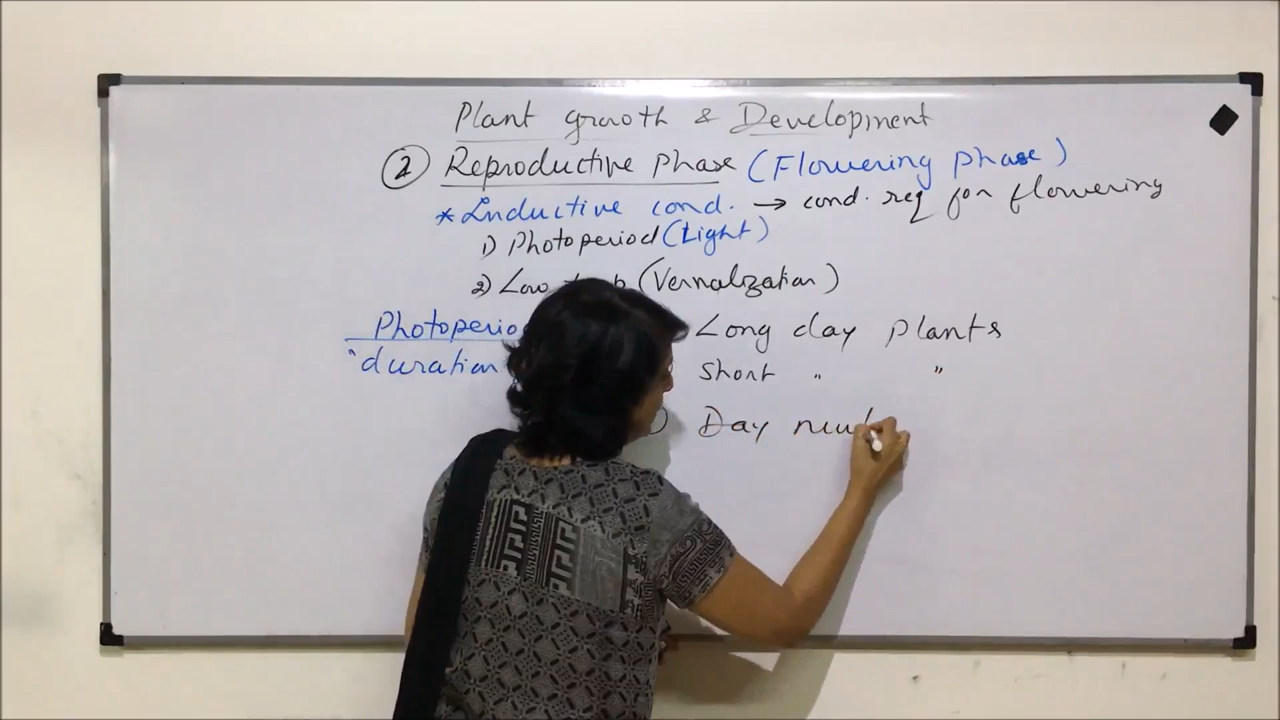 Plant growth & Development
2 Reproductive phase (Flowering phase)
* Inductive cond. → cond. req for flowering
1) Photoperiod (Light)
2) Low (Vernalization)
Photoperio Long day plants
"duration Short " "
) Day neut